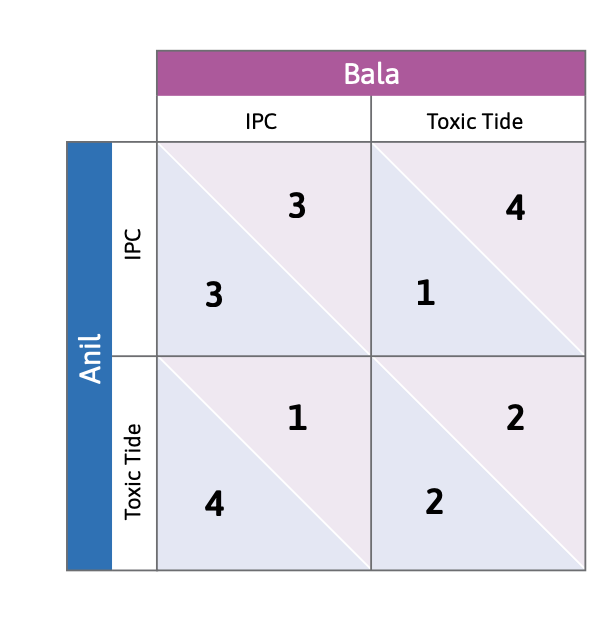 Bala
IPC Toxic Tide
Anil
IPC
3 4
3 1
Toxic Tide
1 2
4 2